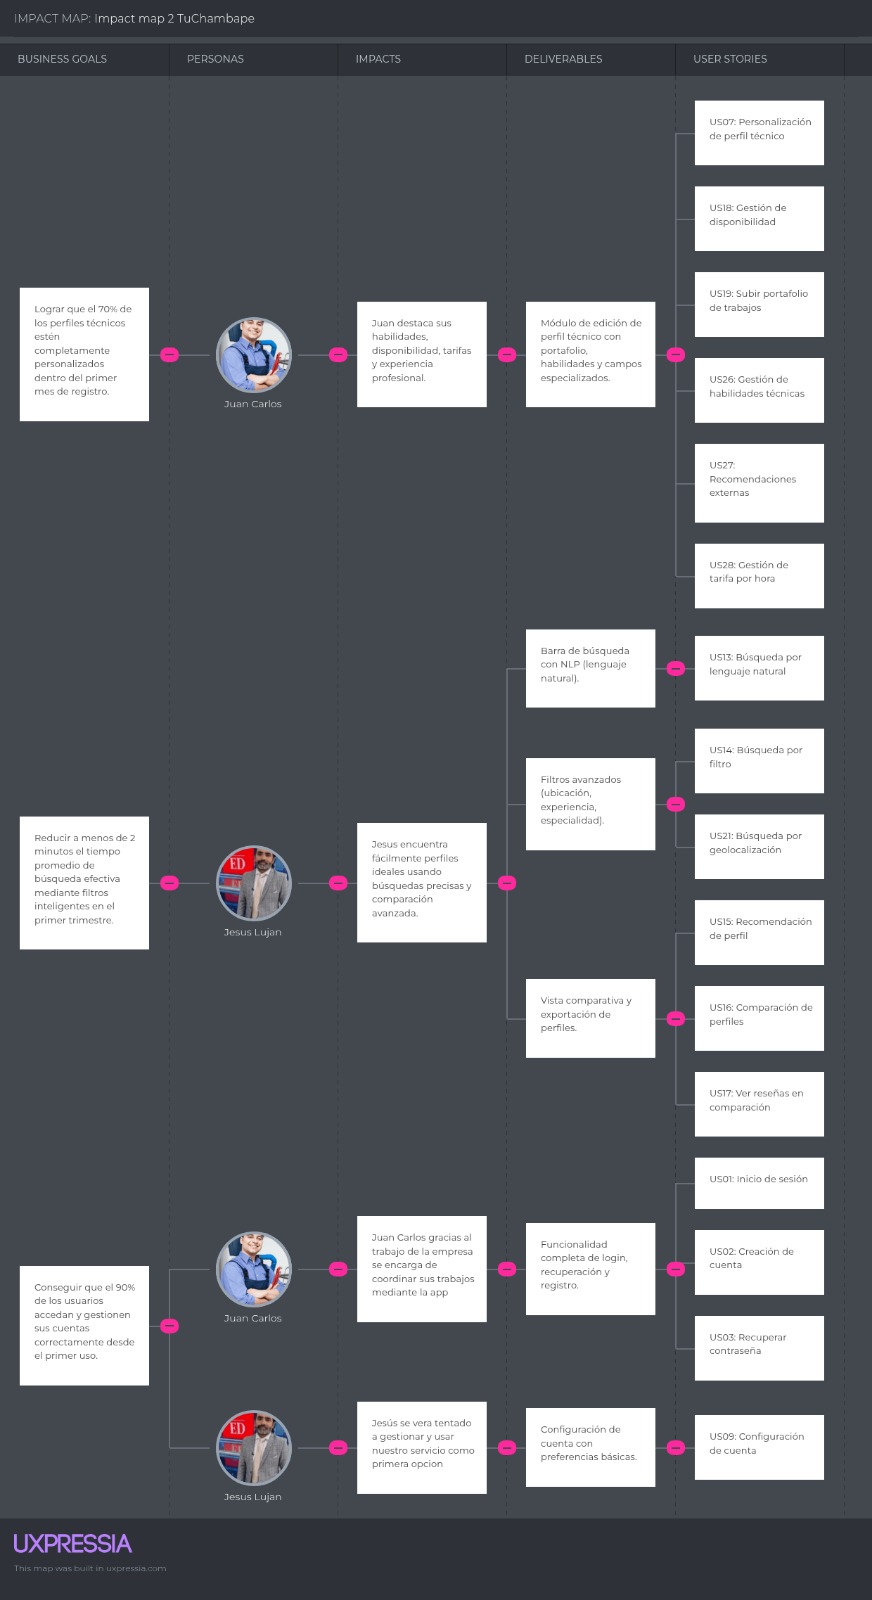 IMPACT MAP: Impact map 2 TuChambape
BUSINESS GOALS
PERSONAS
IMPACTS
DELIVERABLES
USER STORIES
Lograr que el 70% de
los perfiles técnicos
estén
completamente
personalizados
dentro del primer
mes de registro.
Juan Carlos
Juan destaca sus
habilidades,
disponibilidad, tarifas
y experiencia
profesional.
Módulo de edición de
perfil técnico con
portafolio,
habilidades y campos
especializados.
US07: Personalización
de perfil técnico
US18: Gestión de
disponibilidad
US19: Subir portafolio
de trabajos
US26: Gestión de
habilidades técnicas
US27:
Recomendaciones
externas
US28: Gestión de
tarifa por hora
Reducir a menos de 2
minutos el tiempo
promedio de
búsqueda efectiva
mediante filtros
inteligentes en el
primer trimestre.
ED
Jesus Lujan
Jesus encuentra
fácilmente perfiles
ideales usando
búsquedas precisas y
comparación
avanzada.
Barra de búsqueda
con NLP (lenguaje
natural).
US13: Búsqueda por
lenguaje natural
Filtros avanzados
(ubicación,
experiencia,
especialidad).
US14: Búsqueda por
filtro
US21: Búsqueda por
geolocalización
Vista comparativa y
exportación de
perfiles.
US15: Recomendación
de perfil
US16: Comparación de
perfiles
US17: Ver reseñas en
comparación
Conseguir que el 90%
de los usuarios
accedan y gestionen
sus cuentas
correctamente desde
el primer uso.
Juan Carlos
Juan Carlos gracias al
trabajo de la empresa
se encarga de
coordinar sus trabajos
mediante la app
Funcionalidad
completa de login,
recuperación y
registro.
US01: Inicio de sesión
US02: Creación de
cuenta
US03: Recuperar
contraseña
ED
Jesus Lujan
Jesús se vera tentado
a gestionar y usar
nuestro servicio como
primera opcion
Configuración de
cuenta con
preferencias básicas.
US09: Configuración
de cuenta
UXPRESSIA
This map was built in uxpressia.com